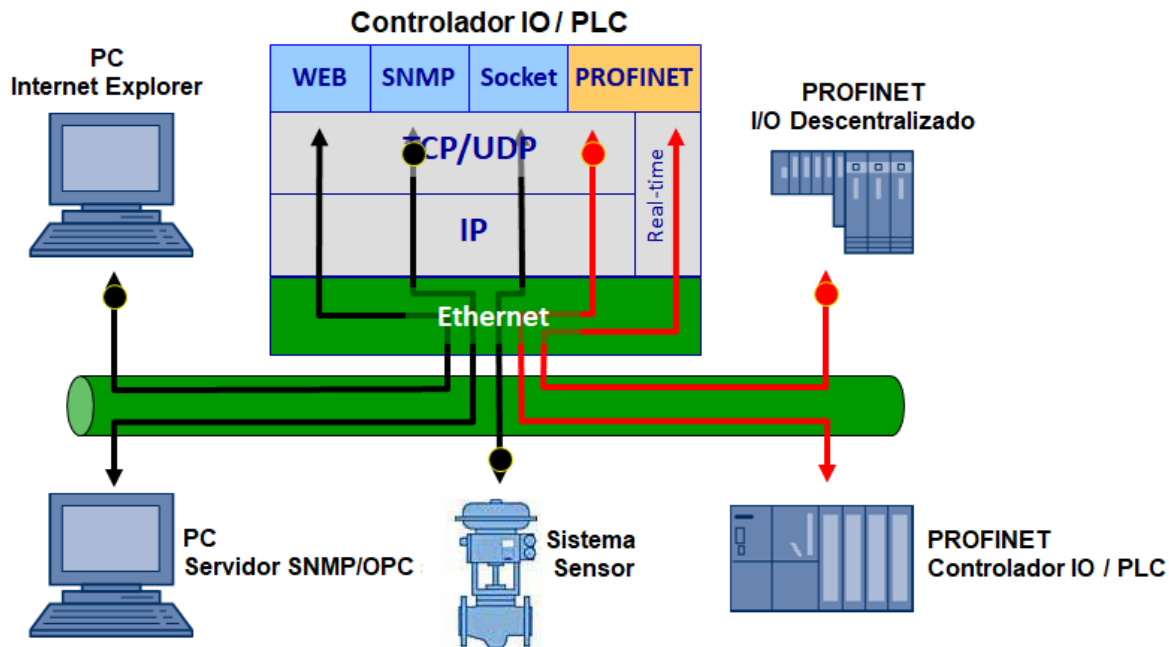 Controlador IO / PLC
PC
Internet Explorer
WEB
SNMP
Socket
PROFINET
PROFINET
I/O Descentralizado
TCP/UDP
Real-time
IP
Ethernet
PC
Servidor SNMP/OPC
Sistema
Sensor
PROFINET
Controlador IO / PLC